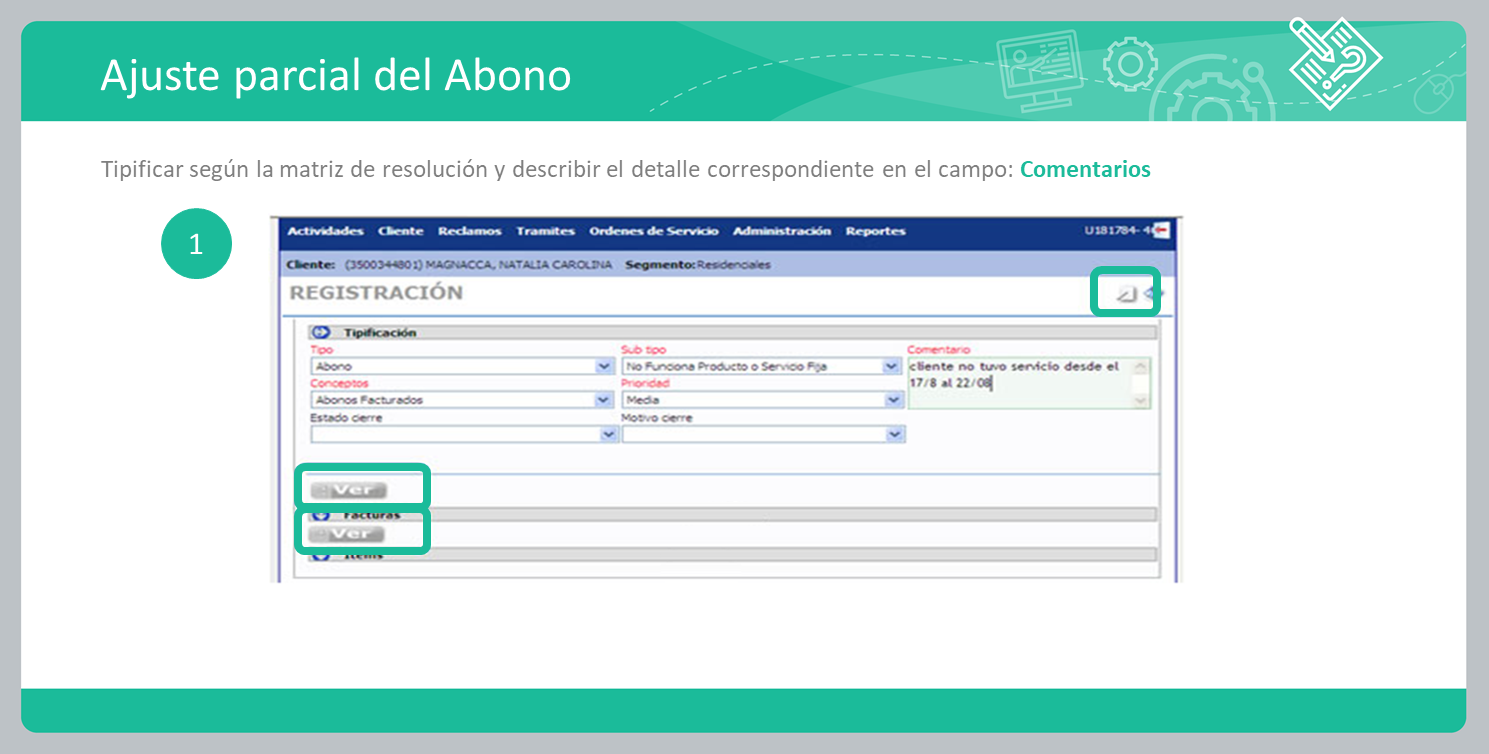 Ajuste parcial del Abono
Tipificar según la matriz de resolución y describir el detalle correspondiente en el campo: Comentarios
1
Actividades Cliente Reclamos Tramites Ordenes de Servicio Administración Reportes U181784-
Cliente: (3500344801) MAGNACCA, NATALIA CAROLINA Segmento:Residenciales
REGISTRACIÓN
Tipificación
Tipo Sub tipo Comentario
Abono No Funciona Producto o Servicio Fija cliente no tuvo servicio desde el
Conceptos Prioridad 17/8 al 22/08
Abonos Facturados Media
Estado cierre Motivo cierre
Ver
Facturas
Ver
Items